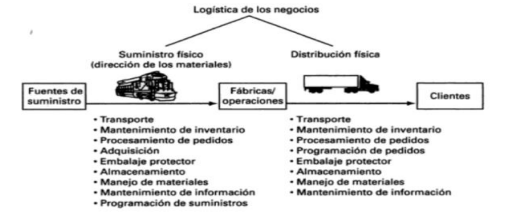 Logística de los negocios
Suministro físico
(dirección de los materiales)
Distribución física
Fuentes de
suministro
Fábricas/
operaciones
Clientes
• Transporte
• Mantenimiento de inventario
• Procesamiento de pedidos
• Adquisición
• Embalaje protector
• Almacenamiento
• Manejo de materiales
• Mantenimiento de información
• Programación de suministros
• Transporte
• Mantenimiento de inventario
• Procesamiento de pedidos
• Programación de pedidos
• Embalaje protector
• Almacenamiento
• Manejo de materiales
• Mantenimiento de información